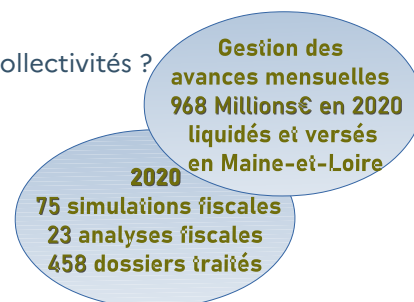 ollectivités ?
Gestion des
avances mensuelles
968 Millions€ en 2020
liquidés et versés
en Maine-et-Loire
2020
75 simulations fiscales
23 analyses fiscales
458 dossiers traités